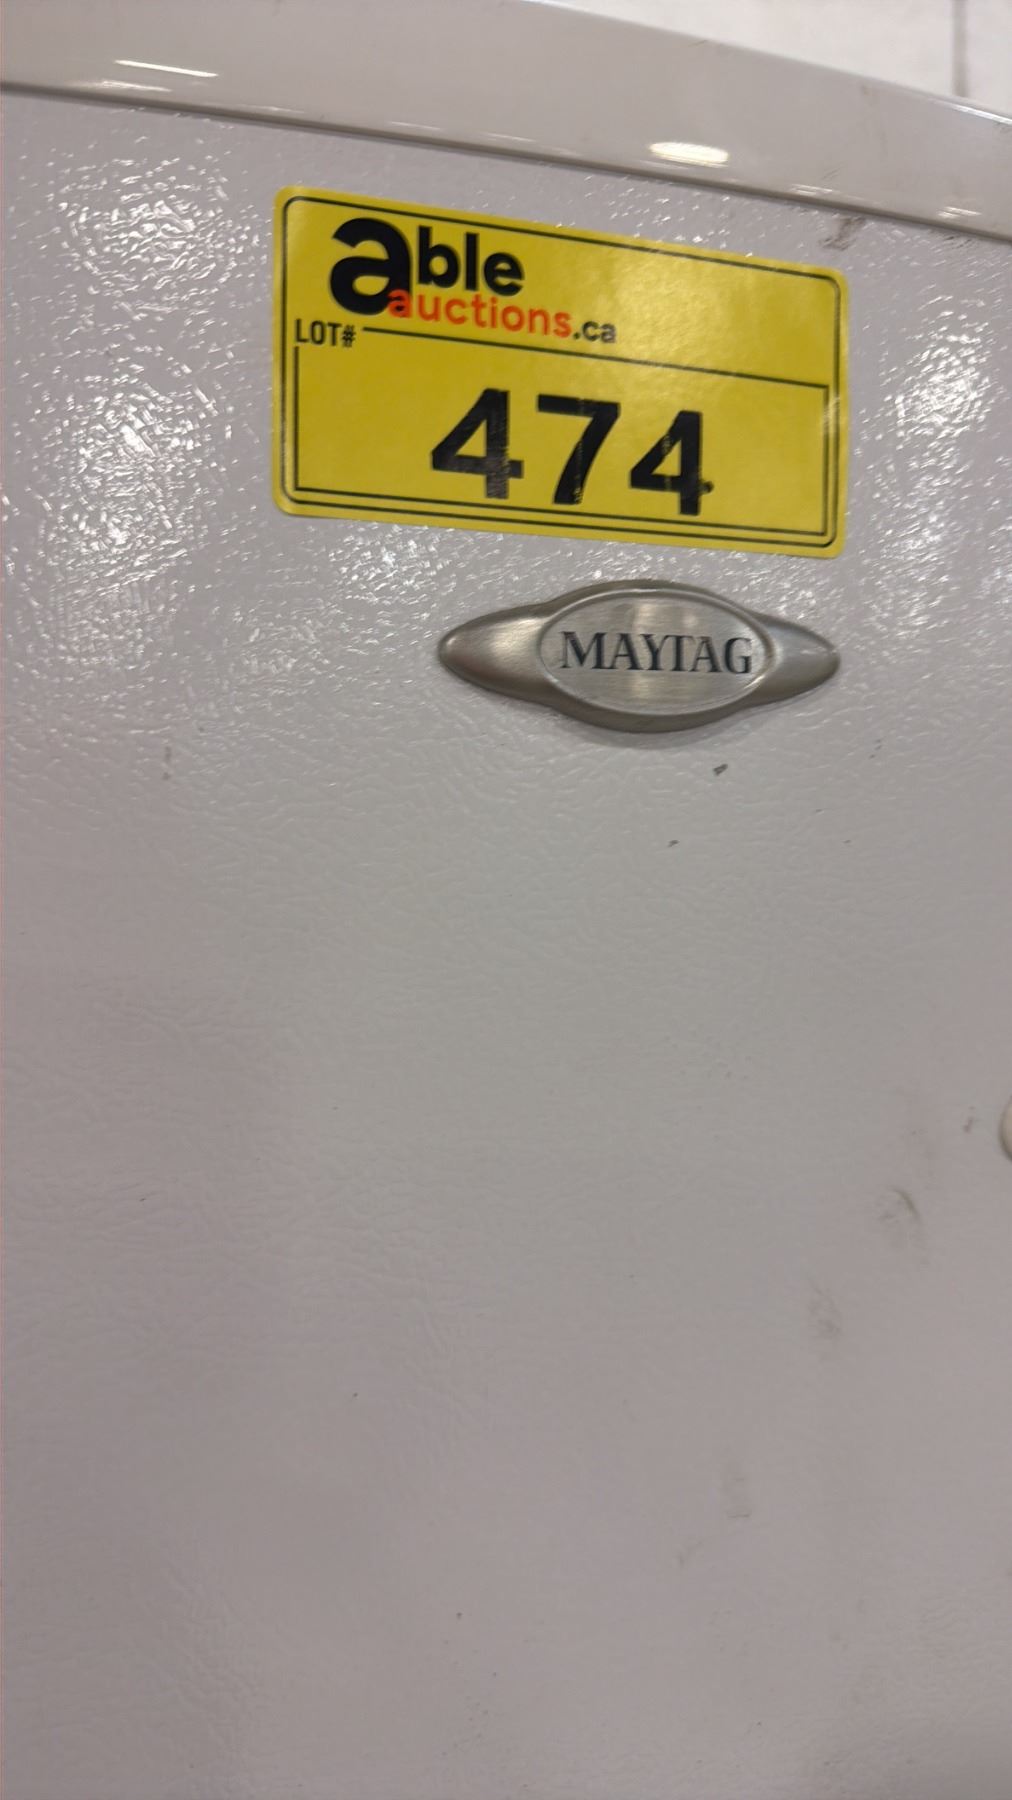 able
auctions.ca
LOT#
474
MAYTAG